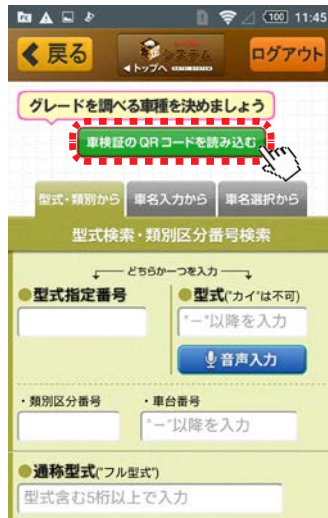 100 11:45
戻る
システム
◀トップへ
ログアウト
グレードを調べる車種を決めましょう
車検証のQRコードを読み込む
型式・類別から 車名入力から 車名選択から
型式検索・類別区分番号検索
どちらか一つを入力
●型式指定番号
●型式("カイ"は不可)
"ー"以降を入力
音声入力
・類別区分番号 ・車台番号
"ー"以降を入力
●通称型式("フル型式")
型式含む5桁以上で入力